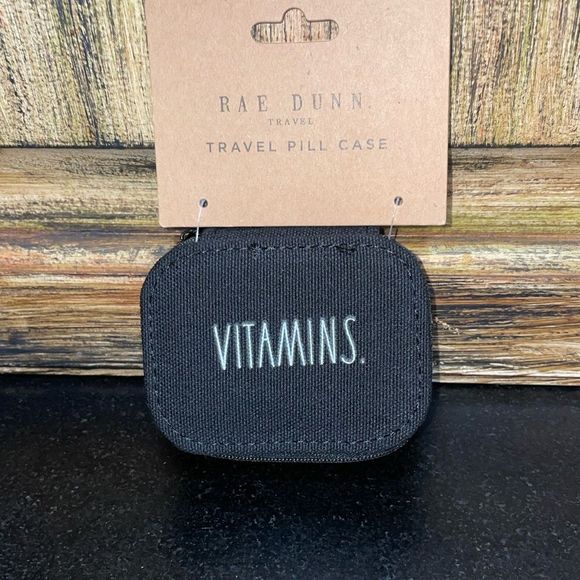 RAE DUNN.
TRAVEL
TRAVEL PILL CASE
VITAMINS.